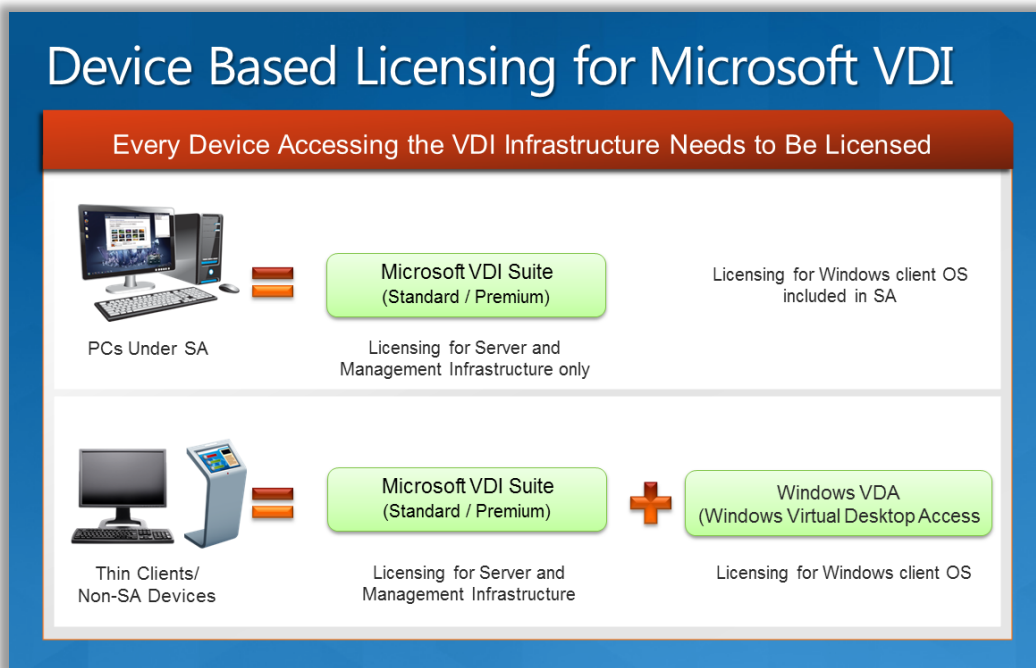 Device Based Licensing for Microsoft VDI
Every Device Accessing the VDI Infrastructure Needs to Be Licensed
PCs Under SA
Microsoft VDI Suite
(Standard / Premium)
Licensing for Server and
Management Infrastructure only
Licensing for Windows client OS
included in SA
Thin Clients/
Non-SA Devices
Microsoft VDI Suite
(Standard / Premium)
Licensing for Server and
Management Infrastructure
Windows VDA
(Windows Virtual Desktop Access
Licensing for Windows client OS